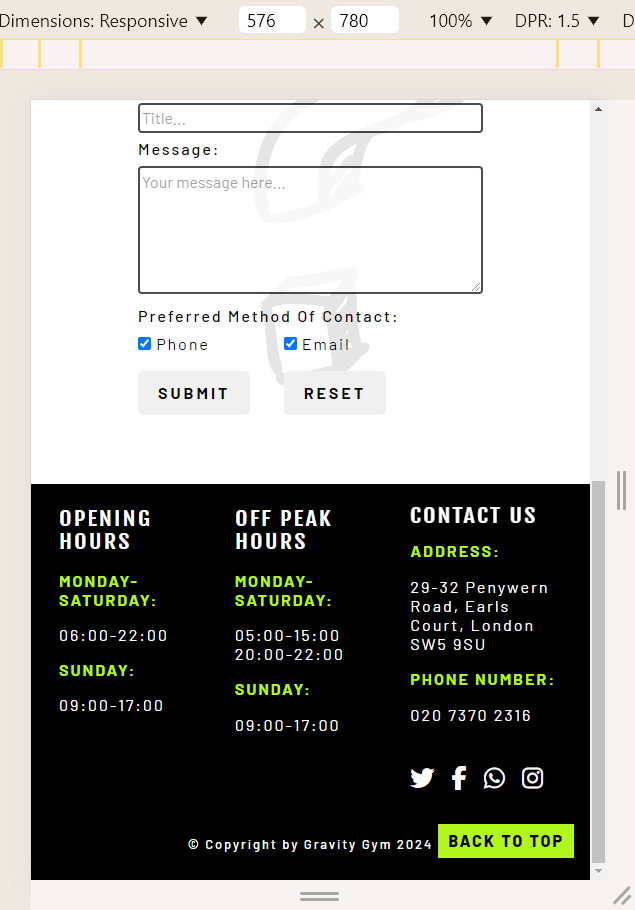 Dimensions: Responsive ▼ 576 × 780 100% ▼ DPR: 1.5 ▼ D
Title...
Message:
Your message here...
Preferred Method Of Contact:
Phone Email
SUBMIT RESET
OPENING
HOURS
MONDAY-
SATURDAY:
06:00-22:00
SUNDAY:
09:00-17:00
OFF PEAK
HOURS
MONDAY-
SATURDAY:
05:00-15:00
20:00-22:00
SUNDAY:
09:00-17:00
CONTACT US
ADDRESS:
29-32 Penywern
Road, Earls
Court, London
SW5 9SU
PHONE NUMBER:
020 7370 2316
© Copyright by Gravity Gym 2024 BACK TO TOP